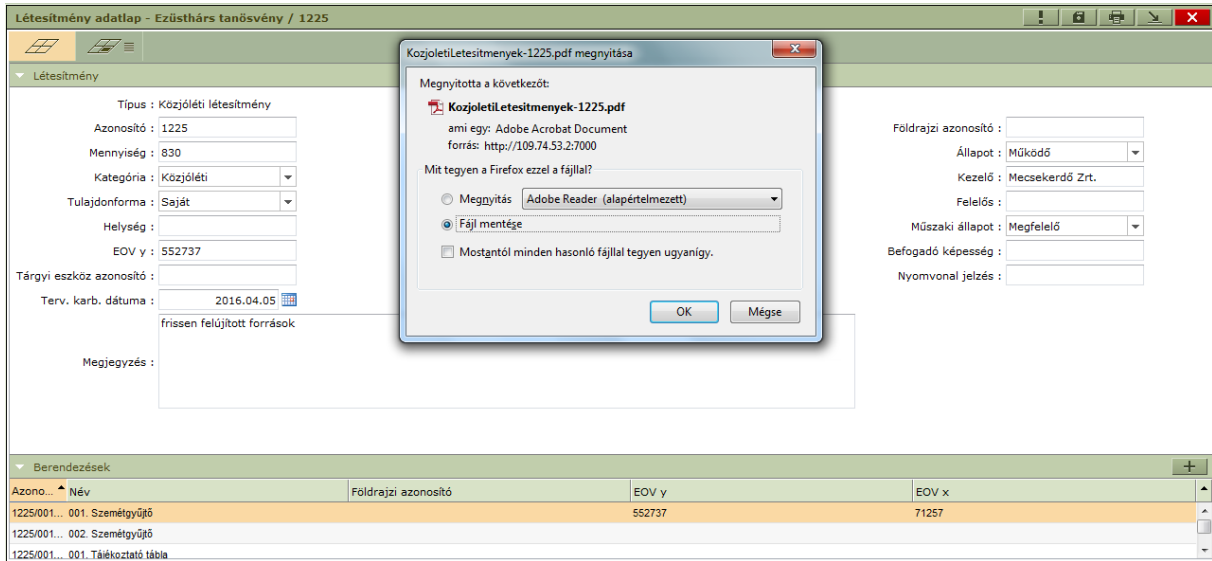 Létesítmény adatlap - Ezüsthárs tanösvény / 1225
Létesítmény
Típus : Közjóléti létesítmény
Azonosító : 1225
Mennyiség : 830
Kategória : Közjóléti
Tulajdonforma : Saját
Helység :
EOV y : 552737
Tárgyi eszköz azonosító :
Terv. karb. dátuma : 2016.04.05
Megjegyzés : frissen felújított források
Földrajzi azonosító :
Állapot : Működő
Kezelő : Mecsekerdő Zrt.
Felelős :
Műszaki állapot : Megfelelő
Befogadó képesség :
Nyomvonal jelzés :
KozjoletiLetesitmenyek-1225.pdf megnyitása
Megnyitotta a következőt:
KozjoletiLetesitmenyek-1225.pdf
ami egy: Adobe Acrobat Document
forrás: http://109.74.53.2:7000
Mit tegyen a Firefox ezzel a fájllal?
Megnyitás Adobe Reader (alapértelmezett)
Fájl mentése
Mostantól minden hasonló fájllal tegyen ugyanígy.
OK Mégse
Berendezések
Azono... Név Földrajzi azonosító EOV y EOV x
1225/001... 001. Szemétgyűjtő 552737 71257
1225/001... 002. Szemétgyűjtő
1225/001... 001. Tájékoztató tábla